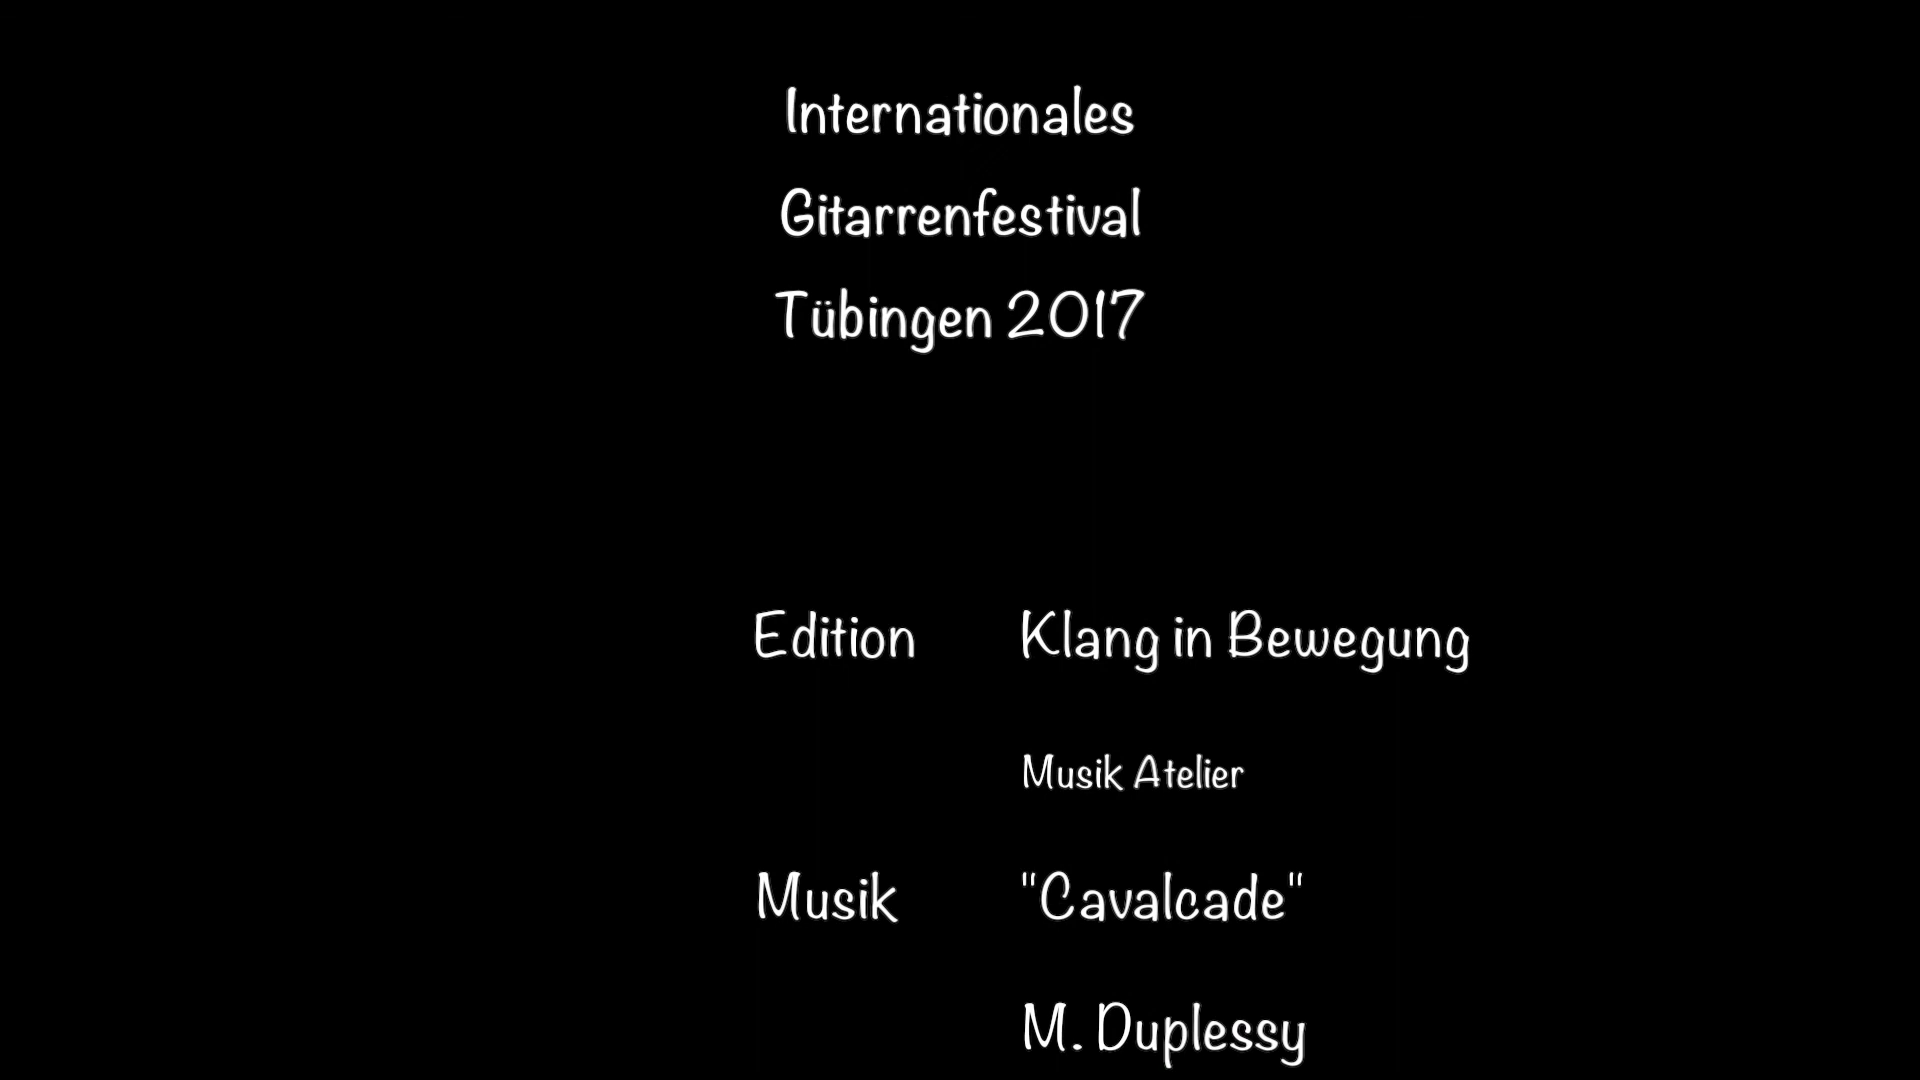 Internationales
Gitarrenfestival
Tübingen 2017
Edition Klang in Bewegung
Musik Atelier
Musik "Cavalcade"
M. Duplessy